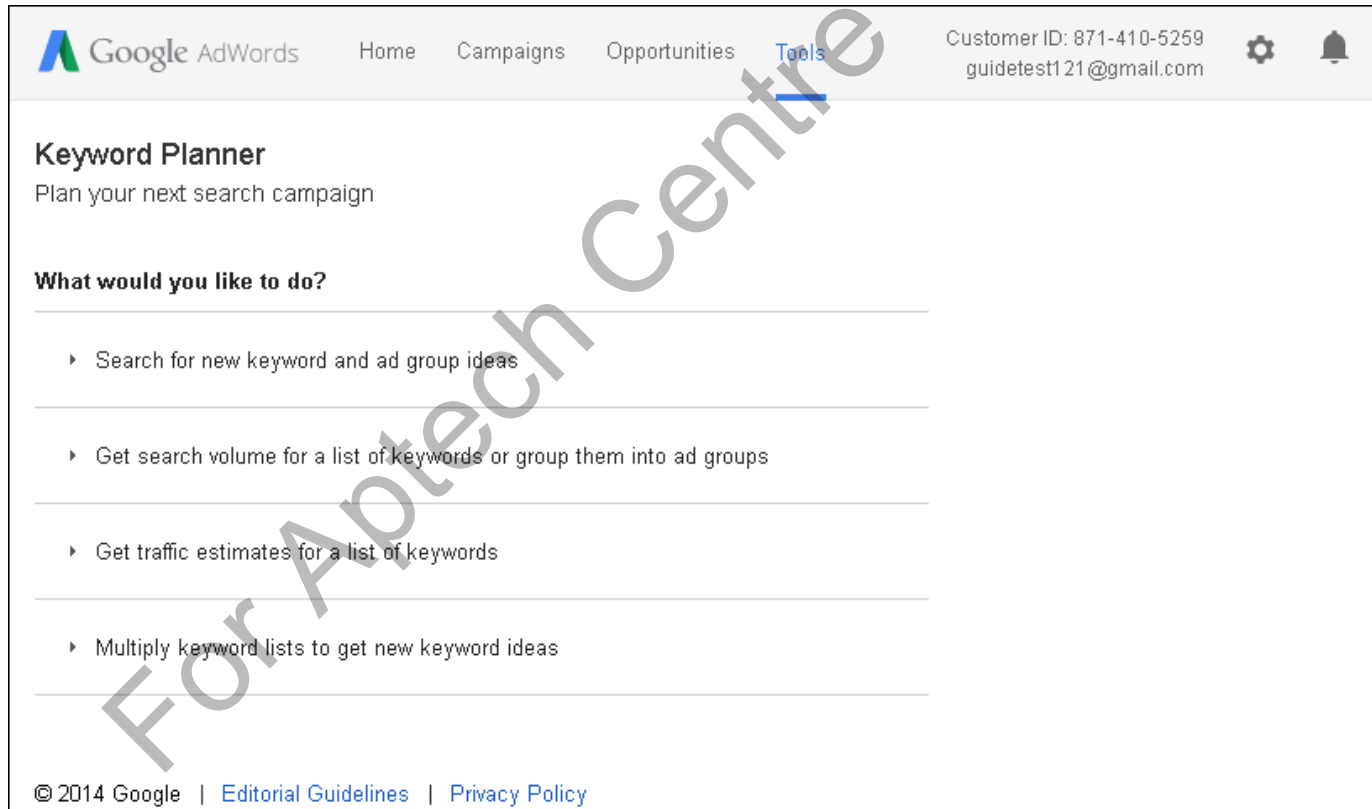 Google AdWords Home Campaigns Opportunities Tools Customer ID: 871-410-5259
guidetest121@gmail.com
Keyword Planner
Plan your next search campaign
What would you like to do?
Search for new keyword and ad group ideas
Get search volume for a list of keywords or group them into ad groups
Get traffic estimates for a list of keywords
Multiply keyword lists to get new keyword ideas
© 2014 Google | Editorial Guidelines | Privacy Policy
For Aptech Centre